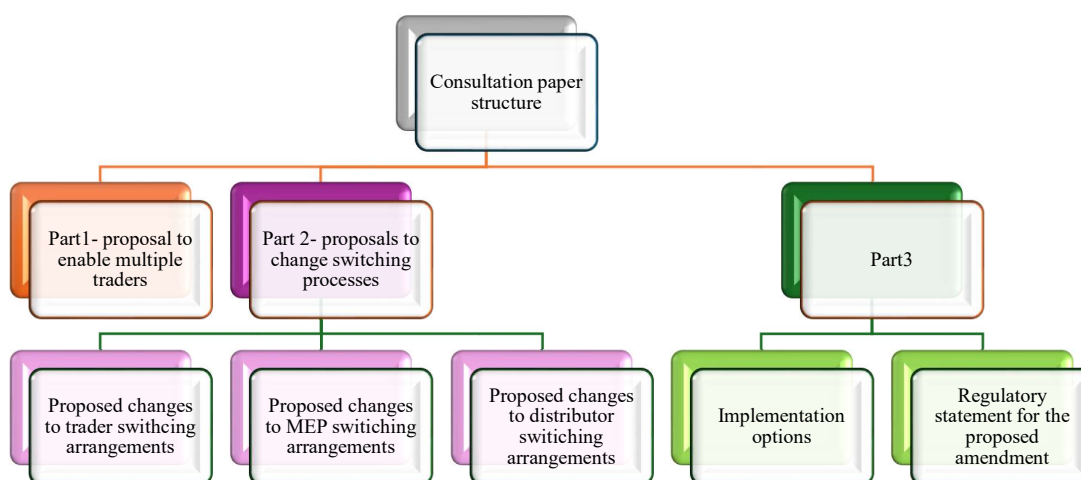 Consultation paper
structure
Part1- proposal to
enable multiple
traders
Part 2- proposals to
change switching
processes
Part3
Proposed changes
to trader swithcing
arrangements
Proposed changes
to MEP switiching
arrangements
Proposed changes
to distributor
switiching
arrangements
Implementation
options
Regulatory
statement for the
proposed
amendment